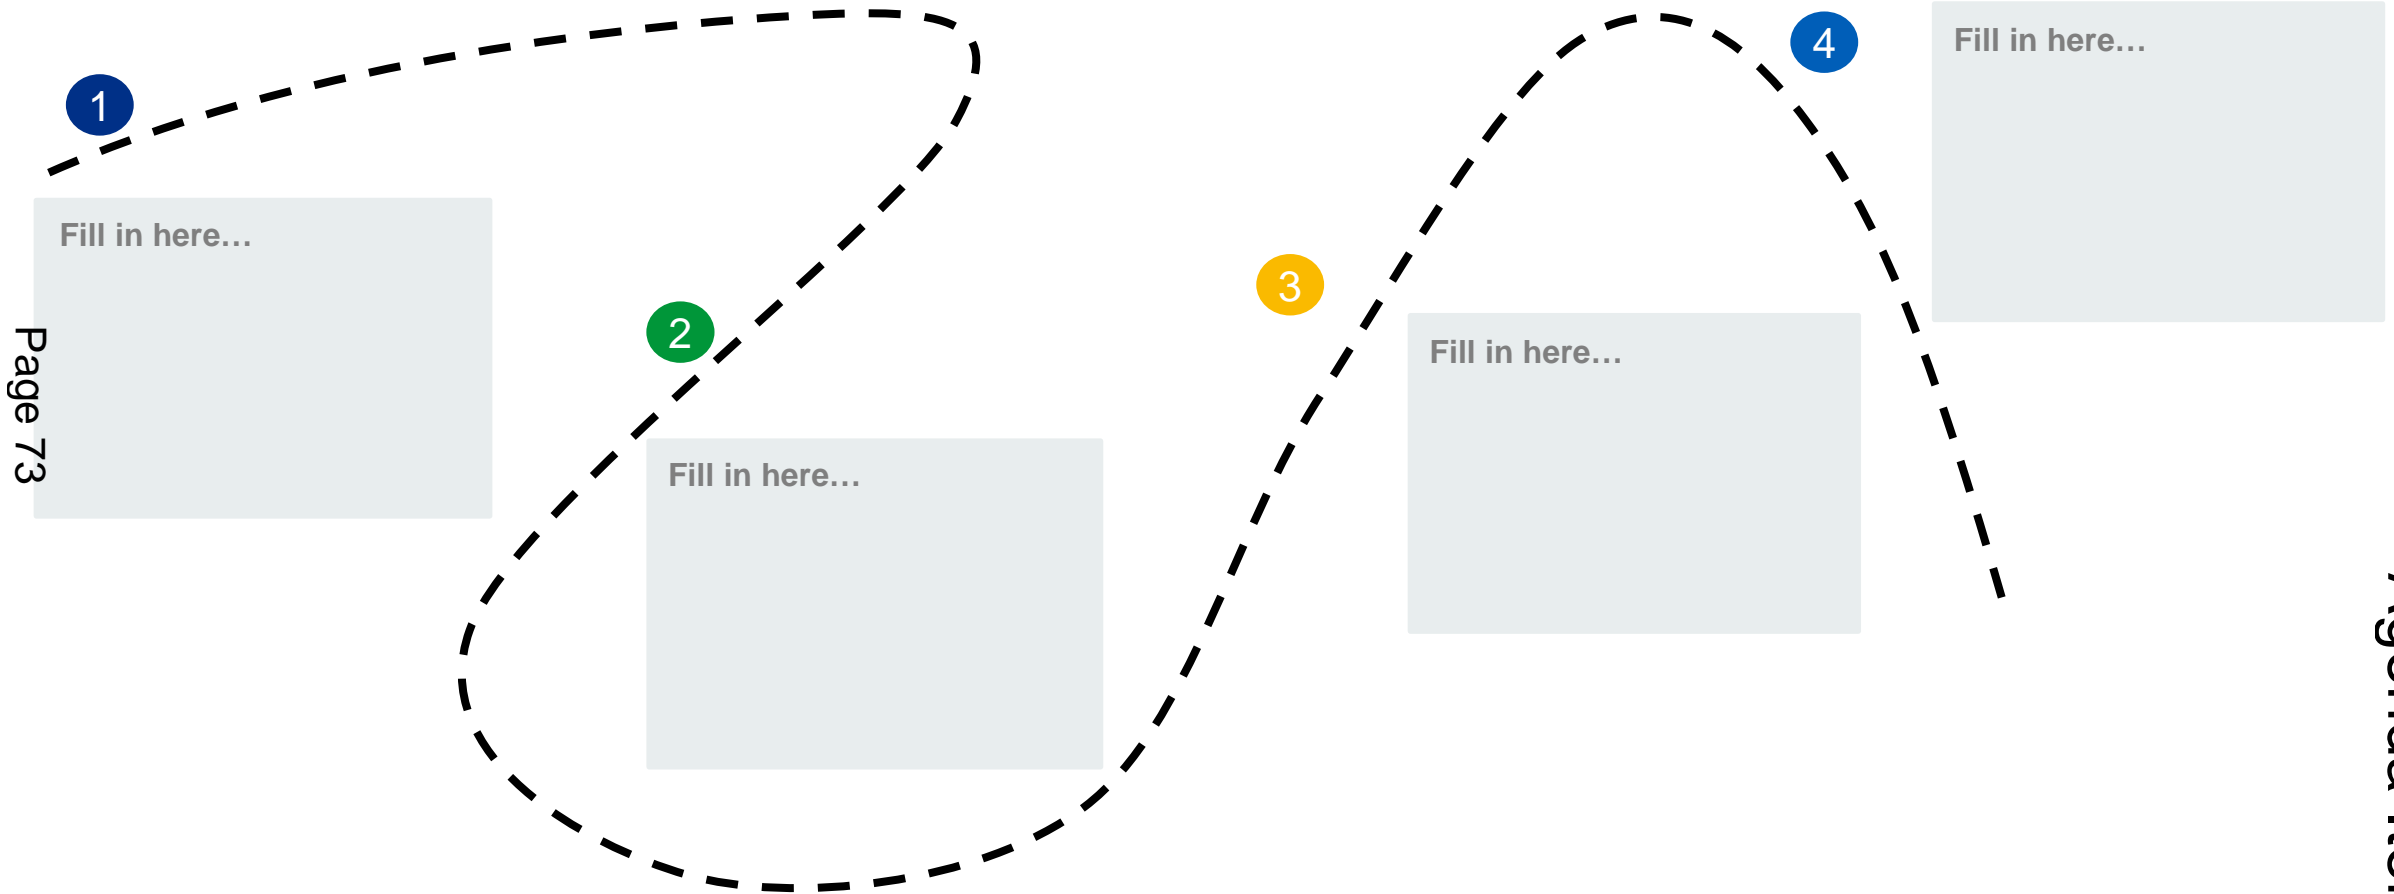 1
Fill in here…
Page 73
2
Fill in here…
3
Fill in here…
4
Fill in here…